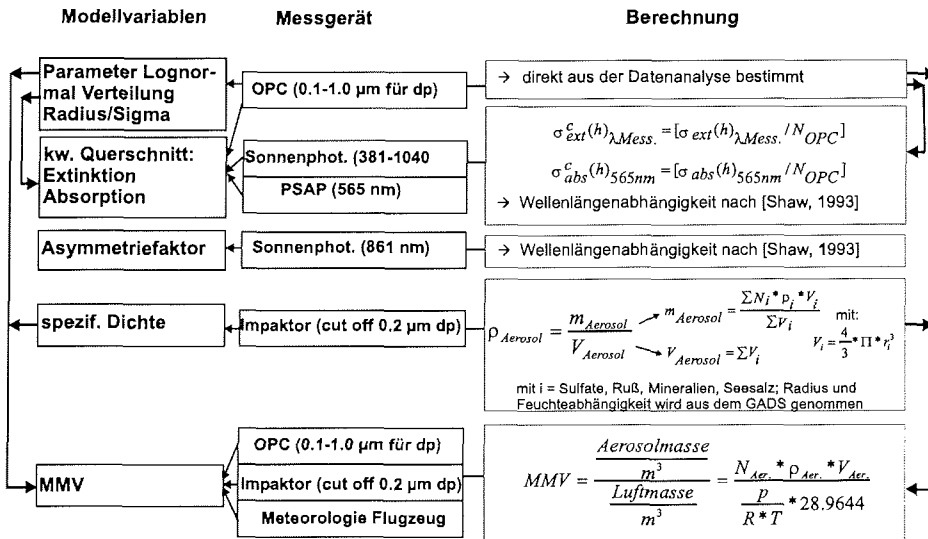 Modellvariablen Messgerät Berechnung
Parameter Lognor-
mal Verteilung
Radius/Sigma
OPC (0.1-1.0 µm für dp)
→ direkt aus der Datenanalyse bestimmt
kw. Querschnitt:
Extinktion
Absorption
Sonnenphot. (381-1040
PSAP (565 nm)
σ^c_ext(h)_λMess. = [σ_ext(h)_λMess. / N_OPC]
σ^c_abs(h)_565nm = [σ_abs(h)_565nm / N_OPC]
→ Wellenlängenabhängigkeit nach [Shaw, 1993]
Asymmetriefaktor
Sonnenphot. (861 nm)
→ Wellenlängenabhängigkeit nach [Shaw, 1993]
spezif. Dichte
Impaktor (cut off 0.2 µm dp)
ρ_Aerosol = m_Aerosol / V_Aerosol
m_Aerosol = ΣN_i * p_i * V_i / ΣV_i
V_Aerosol = ΣV_i
mit:
V_i = 4/3 * Π * r_i^3
mit i = Sulfate, Ruß, Mineralien, Seesalz; Radius und
Feuchteabhängigkeit wird aus dem GADS genommen
MMV
OPC (0.1-1.0 µm für dp)
Impaktor (cut off 0.2 µm dp)
Meteorologie Flugzeug
MMV = (Aerosolmasse / m^3) / (Luftmasse / m^3) = (N_Aer. * ρ_Aer. * V_Aer.) / (p / R * T * 28.9644)